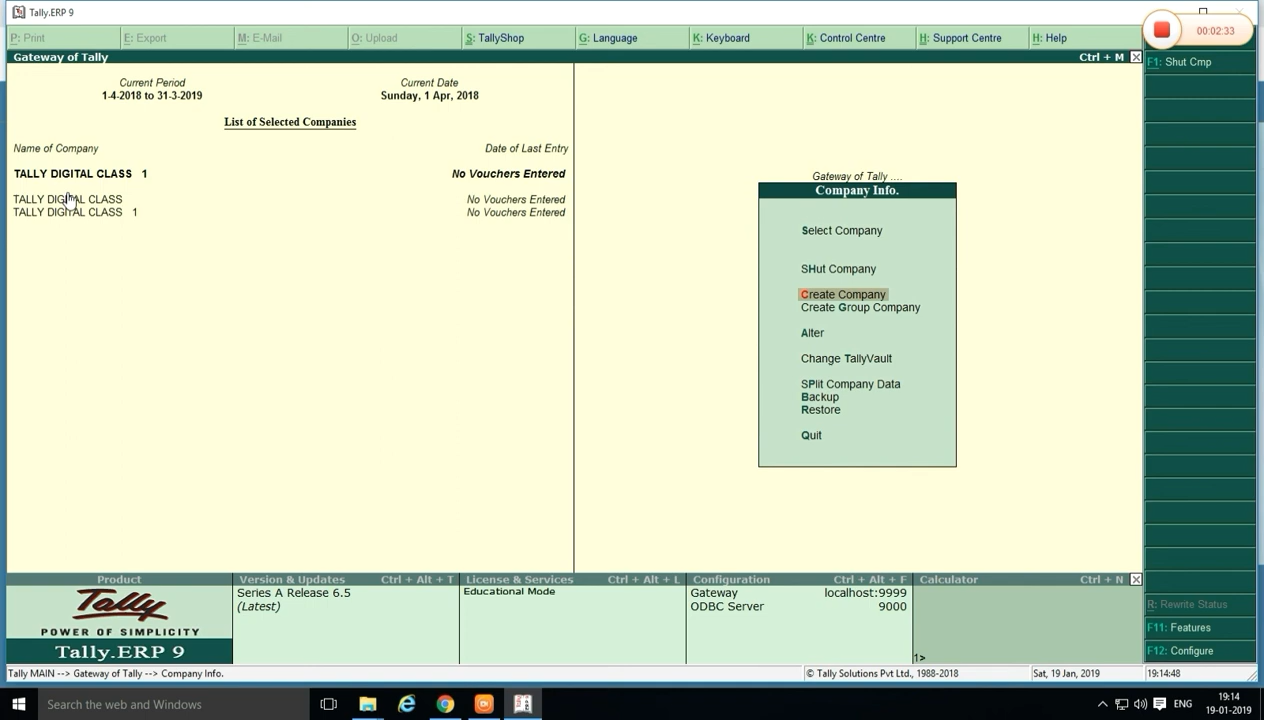 Tally.ERP 9
P: Print
E: Export
M: E-Mail
O: Upload
S: TallyShop
G: Language
K: Keyboard
K: Control Centre
H: Support Centre
H: Help
00:02:33
Gateway of Tally
Ctrl + M
F1: Shut Cmp
Current Period
1-4-2018 to 31-3-2019
Current Date
Sunday, 1 Apr, 2018
List of Selected Companies
Name of Company
Date of Last Entry
TALLY DIGITAL CLASS 1
No Vouchers Entered
TALLY DIGITAL CLASS
No Vouchers Entered
TALLY DIGITAL CLASS 1
No Vouchers Entered
Gateway of Tally ....
Company Info.
Select Company
SHut Company
Create Company
Create Group Company
Alter
Change TallyVault
SPlit Company Data
Backup
Restore
Quit
Product
Tally
POWER OF SIMPLICITY
Tally.ERP 9
Version & Updates
Ctrl + Alt + T
Series A Release 6.5
(Latest)
License & Services
Ctrl + Alt + L
Educational Mode
Configuration
Ctrl + Alt + F
Gateway
localhost:9999
ODBC Server
9000
Calculator
Ctrl + N
1>
R: Rewrite Status
F11: Features
F12: Configure
Tally MAIN --> Gateway of Tally --> Company Info.
© Tally Solutions Pvt Ltd., 1988-2018
Sat, 19 Jan, 2019
19:14:48
Search the web and Windows
ENG
19:14
19-01-2019